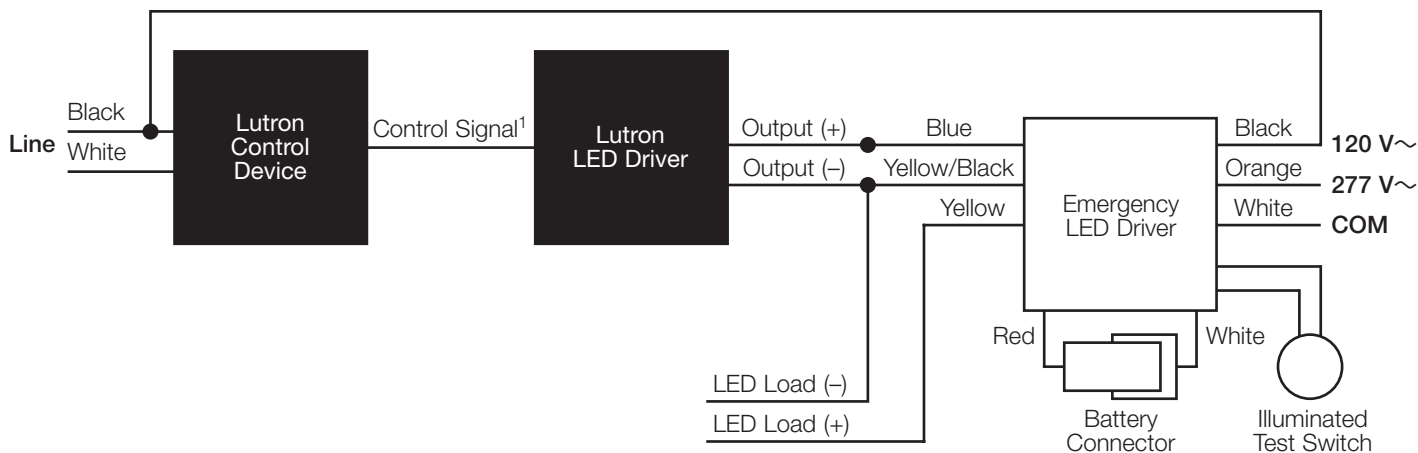 Line
Black
White
Lutron
Control
Device
Control Signal¹
Lutron
LED Driver
Output (+)
Output (–)
Blue
Yellow/Black
Yellow
Emergency
LED Driver
Black
120 V~
Orange
277 V~
White
COM
Red
White
Battery
Connector
Illuminated
Test Switch
LED Load (–)
LED Load (+)